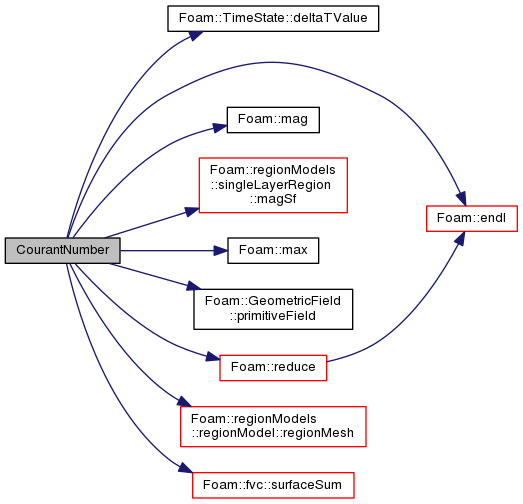 Foam::TimeState::deltaTValue
Foam::mag
Foam::regionModels
::singleLayerRegion
::magSf
Foam::endl
CourantNumber
Foam::max
Foam::GeometricField
::primitiveField
Foam::reduce
Foam::regionModels
::regionModel::regionMesh
Foam::fvc::surfaceSum